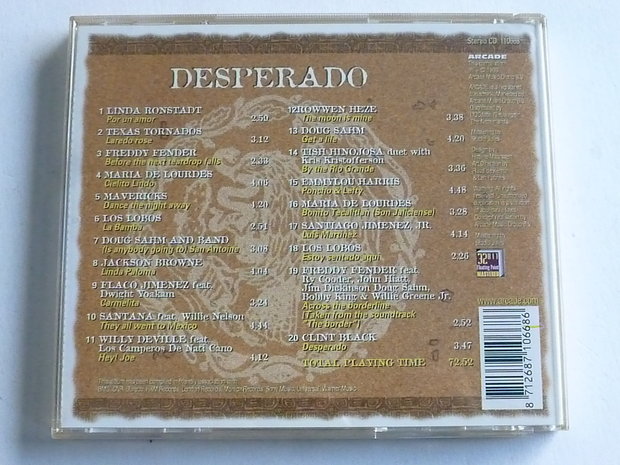 Stereo CD 110668
ARCADE
DESPERADO
1 LINDA RONSTADT
Por un amor 2.59
2 TEXAS TORNADOS
Laredo rose 3.12
3 FREDDY FENDER
Before the next teardrop falls 2.33
4 MARIA DE LOURDES
Cielito Lindo 4.06
5 MAVERICKS
Dance the night away 4.20
6 LOS LOBOS
La Bamba 2.51
7 DOUG SAHM AND BAND
(Is anybody going to) San Antoine 3.08
8 JACKSON BROWNE
Linda Paloma 4.04
9 FLACO JIMENEZ feat.
Dwight Yoakam
Carmelita 3,24
10 SANTANA feat. Willie Nelson
They all went to Mexico 4.44
11 WILLY DEVILLE feat.
Los Camperos De Nati Cano
Hey! Joe 4.12
12 ROWWEN HEZE
The moon is mine 3,38
13 DOUG SAHM
Get a life 4.20
14 TISH HINOJOSA duet with
Kris Kristofferson
By the Rio Grande 3,36
15 EMMYLOU HARRIS
Poncho & Lefty 4.48
16 MARIA DE LOURDES
Bonito Tecalitlan (Son Jaliciense) 3,28
17 SANTIAGO JIMENEZ, JR.
Luis Martinez 4.14
18 LOS LOBOS
Estoy sentado aqui 2.25
19 FREDDY FENDER feat.
Ry Cooder, John Hiatt,
Jim Dickinson Doug Sahm,
Bobby King & Willie Greene Jr.
Across the borderline
(Taken from the soundtrack
"The border") 2.52
20 CLINT BLACK
Desperado 3,47
TOTAL PLAYING TIME 72.52
32
Floating Point
MASTERING
www.arcade.com
8 712687 106686